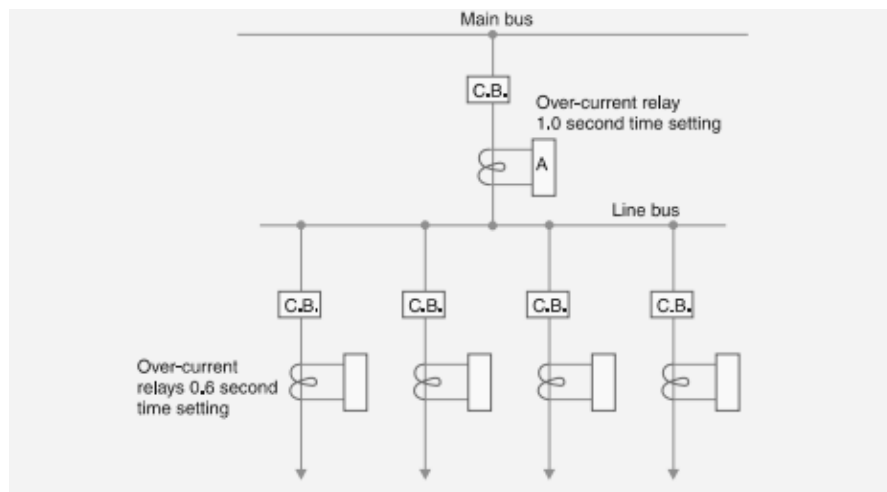 Main bus
C.B.
Over-current relay
1.0 second time setting
A
Line bus
C.B.
C.B.
C.B.
C.B.
Over-current
relays 0.6 second
time setting